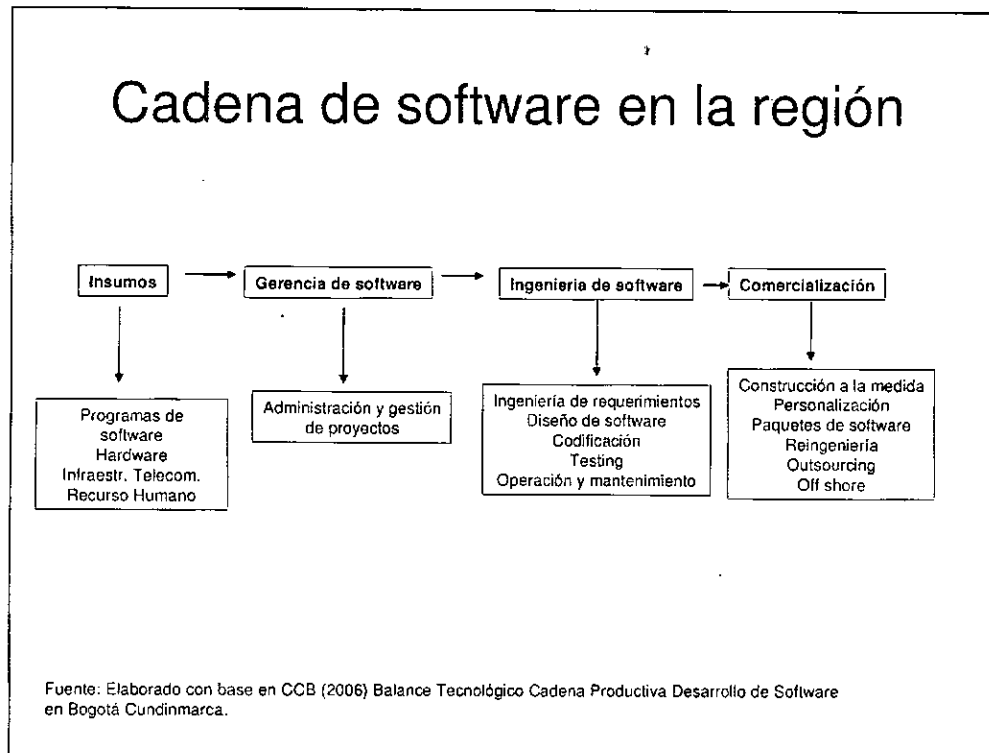 Cadena de software en la región
Insumos
Gerencia de software
Ingeniería de software
Comercialización
Programas de
software
Hardware
Infraestr. Telecom.
Recurso Humano
Administración y gestión
de proyectos
Ingeniería de requerimientos
Diseño de software
Codificación
Testing
Operación y mantenimiento
Construcción a la medida
Personalización
Paquetes de software
Reingeniería
Outsourcing
Off shore
Fuente: Elaborado con base en CCB (2006) Balance Tecnológico Cadena Productiva Desarrollo de Software
en Bogotá Cundinmarca.